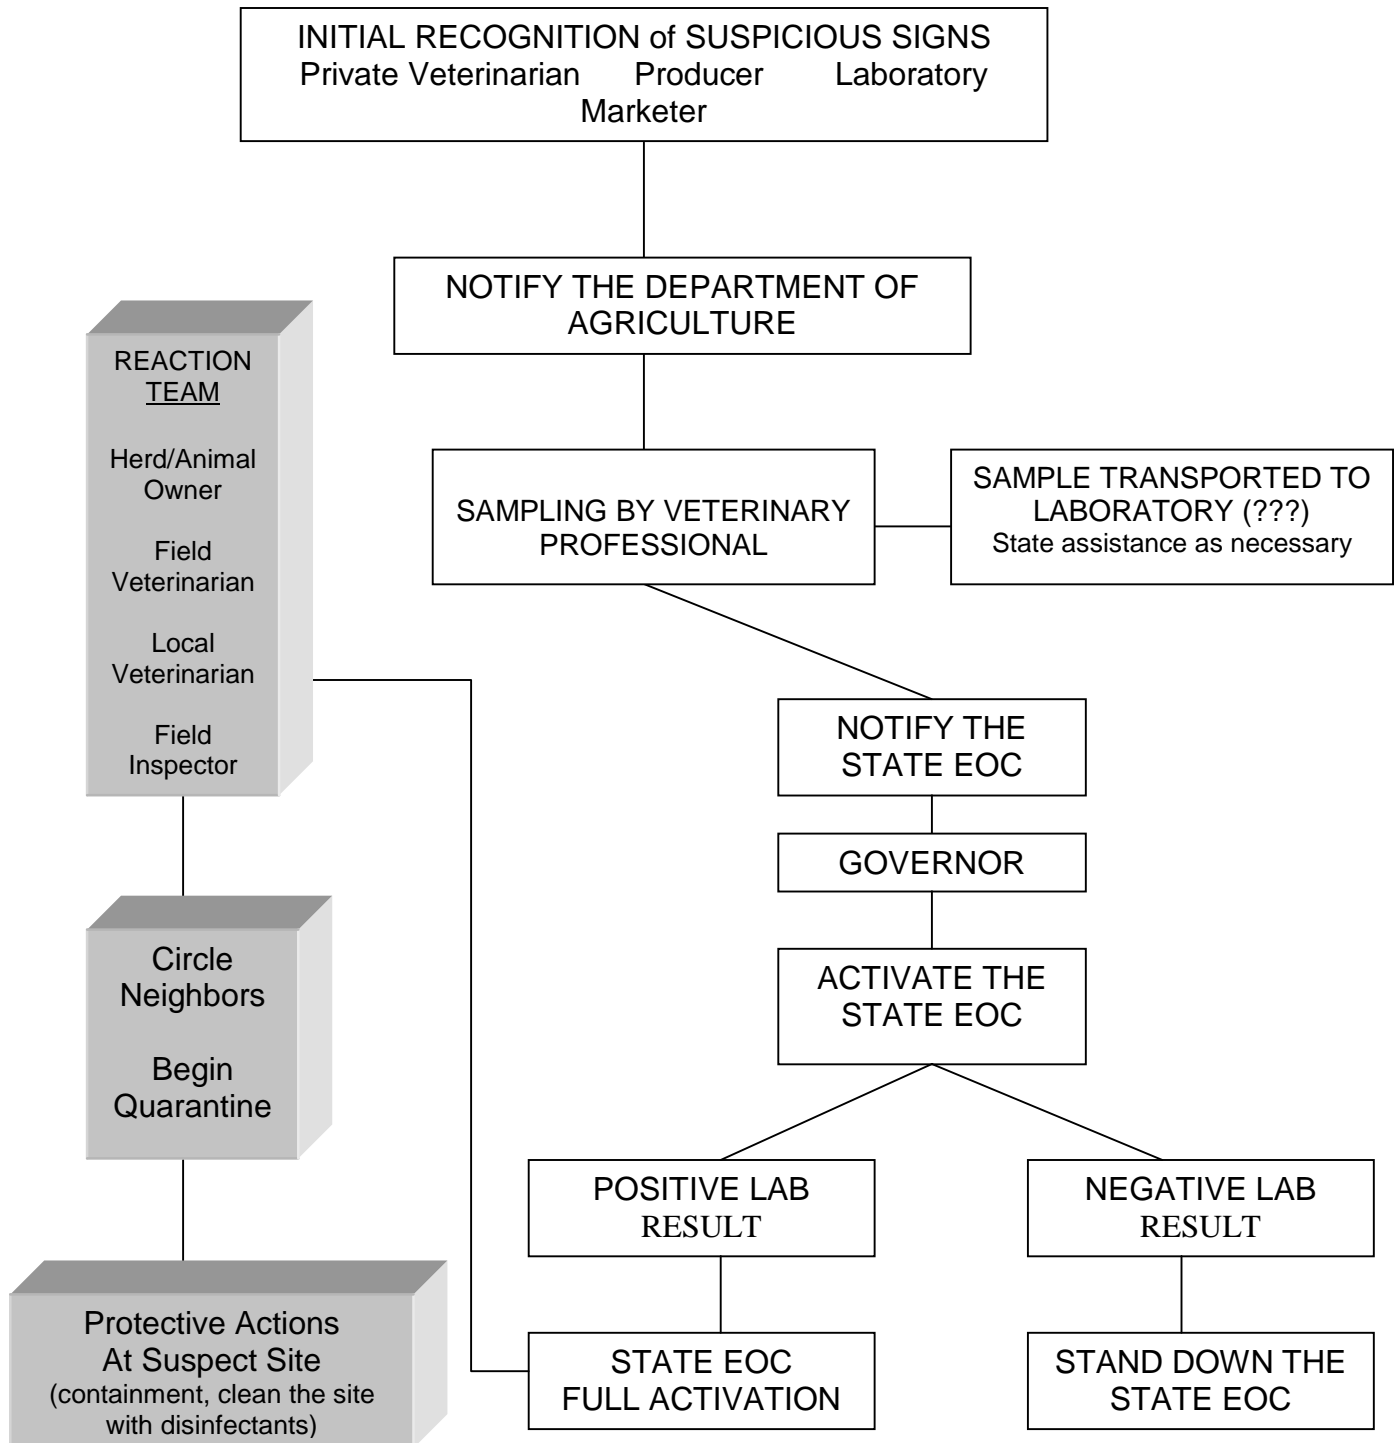 INITIAL RECOGNITION of SUSPICIOUS SIGNS
Private Veterinarian Producer Laboratory
Marketer
NOTIFY THE DEPARTMENT OF
AGRICULTURE
REACTION
TEAM
Herd/Animal
Owner
Field
Veterinarian
Local
Veterinarian
Field
Inspector
SAMPLING BY VETERINARY
PROFESSIONAL
SAMPLE TRANSPORTED TO
LABORATORY (???)
State assistance as necessary
NOTIFY THE
STATE EOC
GOVERNOR
ACTIVATE THE
STATE EOC
Circle
Neighbors
Begin
Quarantine
POSITIVE LAB
RESULT
NEGATIVE LAB
RESULT
Protective Actions
At Suspect Site
(containment, clean the site
with disinfectants)
STATE EOC
FULL ACTIVATION
STAND DOWN THE
STATE EOC